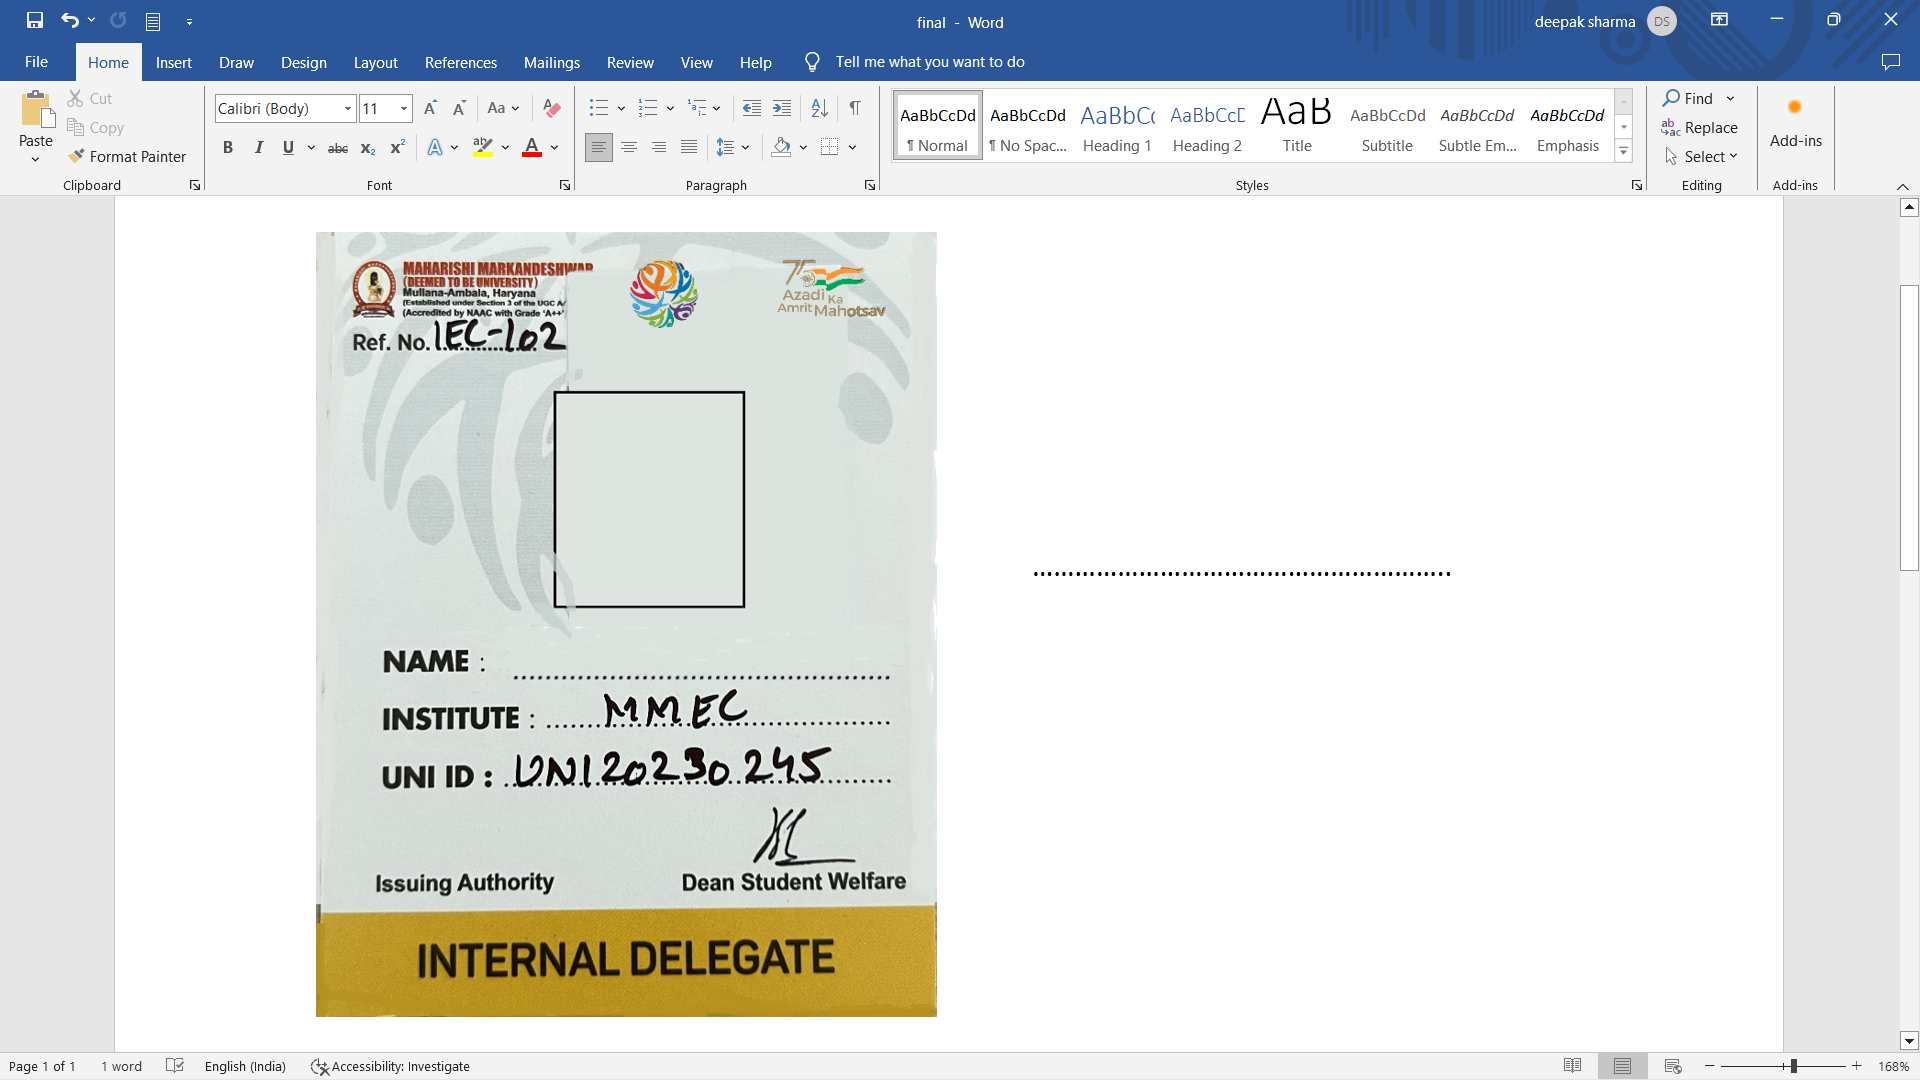 final - Word
deepak sharma
DS
File Home Insert Draw Design Layout References Mailings Review View Help Tell me what you want to do
Paste
Cut
Copy
Format Painter
Clipboard
Calibri (Body) 11
Font
Paragraph
AaBbCcDd AaBbCcDd AaBbCc AaBbCcD AaB AaBbCcDd AaBbCcDd AaBbCcDd
¶ Normal ¶ No Spac... Heading 1 Heading 2 Title Subtitle Subtle Em... Emphasis
Styles
Find
Replace
Select
Editing
Add-ins
Add-ins
MAHARISHI MARKANDESHWAR
(DEEMED TO BE UNIVERSITY)
Mullana-Ambala, Haryana
(Established under Section 3 of the UGC A
(Accredited by NAAC with Grade 'A++'
75
Azadi Ka
Amrit Mahotsav
Ref. No. IEC-102
NAME :
INSTITUTE : MMEC
UNI ID : UNI20230245
Issuing Authority Dean Student Welfare
INTERNAL DELEGATE
Page 1 of 1 1 word English (India) Accessibility: Investigate 168%